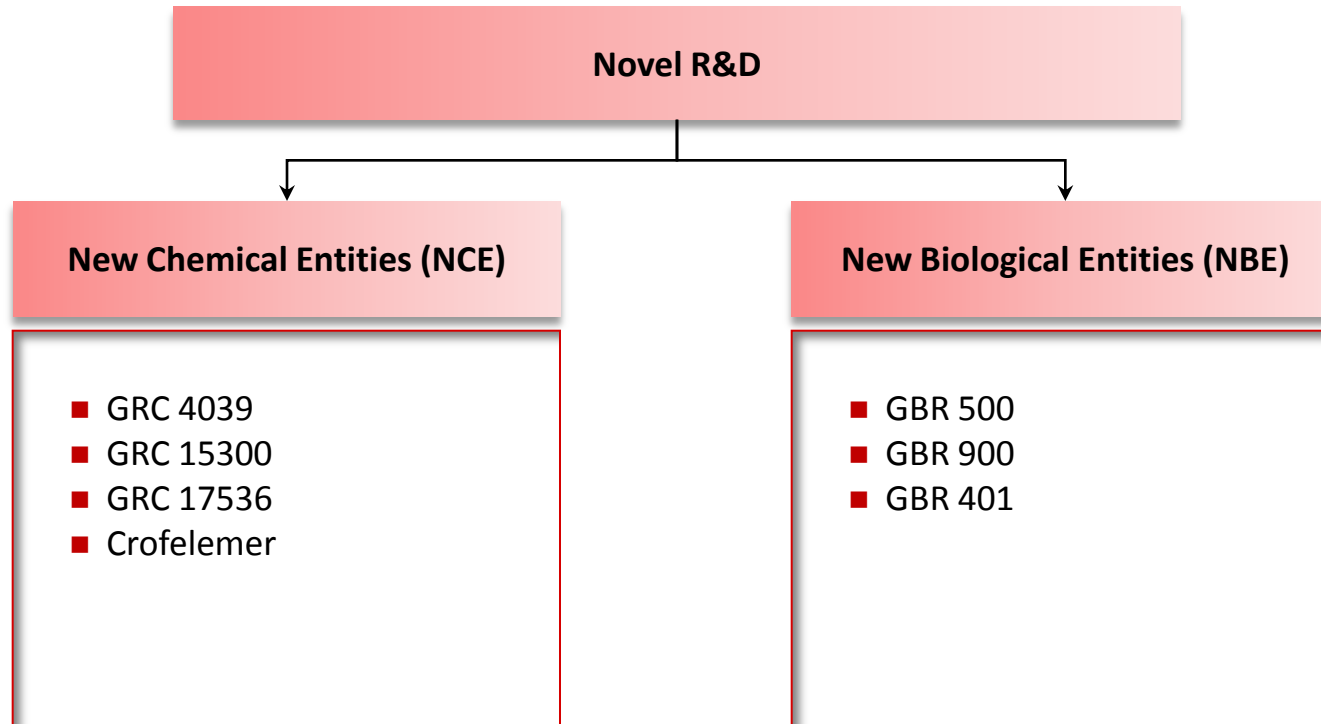 Novel R&D
New Chemical Entities (NCE)
GRC 4039
GRC 15300
GRC 17536
Crofelemer
New Biological Entities (NBE)
GBR 500
GBR 900
GBR 401